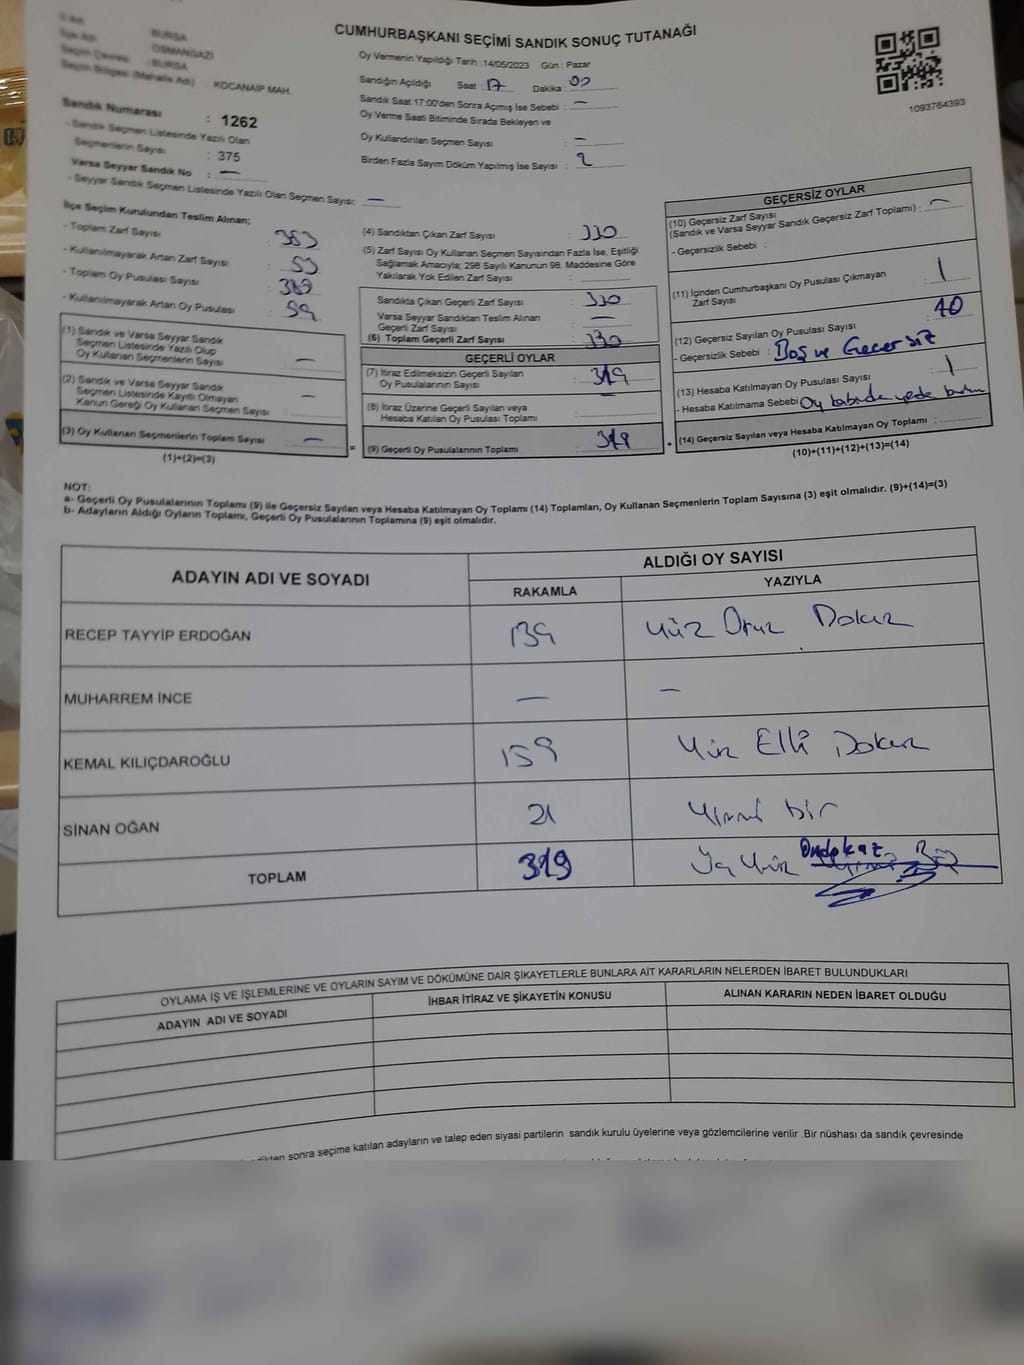 CUMHURBAŞKANI SEÇİMİ SANDIK SONUÇ TUTANAĞI
İlçe Adı
Seçim Çevresi
Seçim Bölgesi (Mahalle Adı)
: BURSA
OSMANGAZİ
: BURSA
: KOCANAİP MAH.
Sandık Numarası : 1262
- Sandık Seçmen Listesinde Yazılı Olan
Seçmenlerin Sayısı : 375
Varsa Seyyar Sandık No : —
- Seyyar Sandık Seçmen Listesinde Yazılı Olan Seçmen Sayısı: —
Oy Vermenin Yapıldığı Tarih :14/05/2023 Gün : Pazar
Sandığın Açıldığı Saat : 17 Dakika : 00
Sandık Saat 17:00'den Sonra Açımış İse Sebebi : —
Oy Verme Saati Bitiminde Sırada Bekleyen ve
Oy Kullandırılan Seçmen Sayısı : —
Birden Fazla Sayım Döküm Yapılmış İse Sayısı : 2
1093764393
İlçe Seçim Kurulundan Teslim Alınan;
- Toplam Zarf Sayısı : 383
- Kullanılmayarak Artan Zarf Sayısı : 53
- Toplam Oy Pusulası Sayısı : 389
- Kullanılmayarak Artan Oy Pusulası : 59
(1) Sandık ve Varsa Seyyar Sandık
Seçmen Listesinde Yazılı Olup
Oy Kullanan Seçmenlerin Sayısı : —
(2) Sandık ve Varsa Seyyar Sandık
Seçmen Listesinde Kayıtlı Olmayan
Kanun Gereği Oy Kullanan Seçmen Sayısı : —
(3) Oy Kullanan Seçmenlerin Toplam Sayısı : —
(1)+(2)=(3)
(4) Sandıktan Çıkan Zarf Sayısı : 330
(5) Zarf Sayısı Oy Kullanan Seçmen Sayısından Fazla İse, Eşitliği
Sağlamak Amacıyla; 298 Sayılı Kanunun 98. Maddesine Göre
Yakılarak Yok Edilen Zarf Sayısı :
Sandıkta Çıkan Geçerli Zarf Sayısı : 330
Varsa Seyyar Sandıktan Teslim Alınan
Geçerli Zarf Sayısı : —
(6) Toplam Geçerli Zarf Sayısı : 330
GEÇERLİ OYLAR
(7) İtiraz Edilmeksizin Geçerli Sayılan
Oy Pusulalarının Sayısı : 319
(8) İtiraz Üzerine Geçerli Sayılan veya
Hesaba Katılan Oy Pusulası Toplamı :
= (9) Geçerli Oy Pusulalarının Toplamı : 319 +
GEÇERSİZ OYLAR
(10) Geçersiz Zarf Sayısı
(Sandık ve Varsa Seyyar Sandık Geçersiz Zarf Toplamı) : —
- Geçersizlik Sebebi :
(11) İçinden Cumhurbaşkanı Oy Pusulası Çıkmayan
Zarf Sayısı : 1
(12) Geçersiz Sayılan Oy Pusulası Sayısı : 10
- Geçersizlik Sebebi : Boş ve Geçersiz
(13) Hesaba Katılmayan Oy Pusulası Sayısı : 1
- Hesaba Katılmama Sebebi : Oy
(14) Geçersiz Sayılan veya Hesaba Katılmayan Oy Toplamı :
(10)+(11)+(12)+(13)=(14)
NOT:
a- Geçerli Oy Pusulalarının Toplamı (9) ile Geçersiz Sayılan veya Hesaba Katılmayan Oy Toplamı (14) Toplamları, Oy Kullanan Seçmenlerin Toplam Sayısına (3) eşit olmalıdır. (9)+(14)=(3)
b- Adayların Aldığı Oyların Toplamı, Geçerli Oy Pusulalarının Toplamına (9) eşit olmalıdır.
ADAYIN ADI VE SOYADI
ALDIĞI OY SAYISI
RAKAMLA YAZIYLA
RECEP TAYYİP ERDOĞAN 139 Yüz Otuz Dokuz
MUHARREM İNCE — —
KEMAL KILIÇDAROĞLU 159 Yüz Elli Dokuz
SİNAN OĞAN 21 Yirmi bir
TOPLAM 319 Üç Yüz Ondokuz
OYLAMA İŞ VE İŞLEMLERİNE VE OYLARIN SAYIM VE DÖKÜMÜNE DAİR ŞİKAYETLERLE BUNLARA AİT KARARLARIN NELERDEN İBARET BULUNDUKLARI
ADAYIN ADI VE SOYADI İHBAR İTİRAZ VE ŞİKAYETİN KONUSU ALINAN KARARIN NEDEN İBARET OLDUĞU
sonra seçime katılan adayların ve talep eden siyasi partilerin sandık kurulu üyelerine veya gözlemcilerine verilir .Bir nüshası da sandık çevresinde